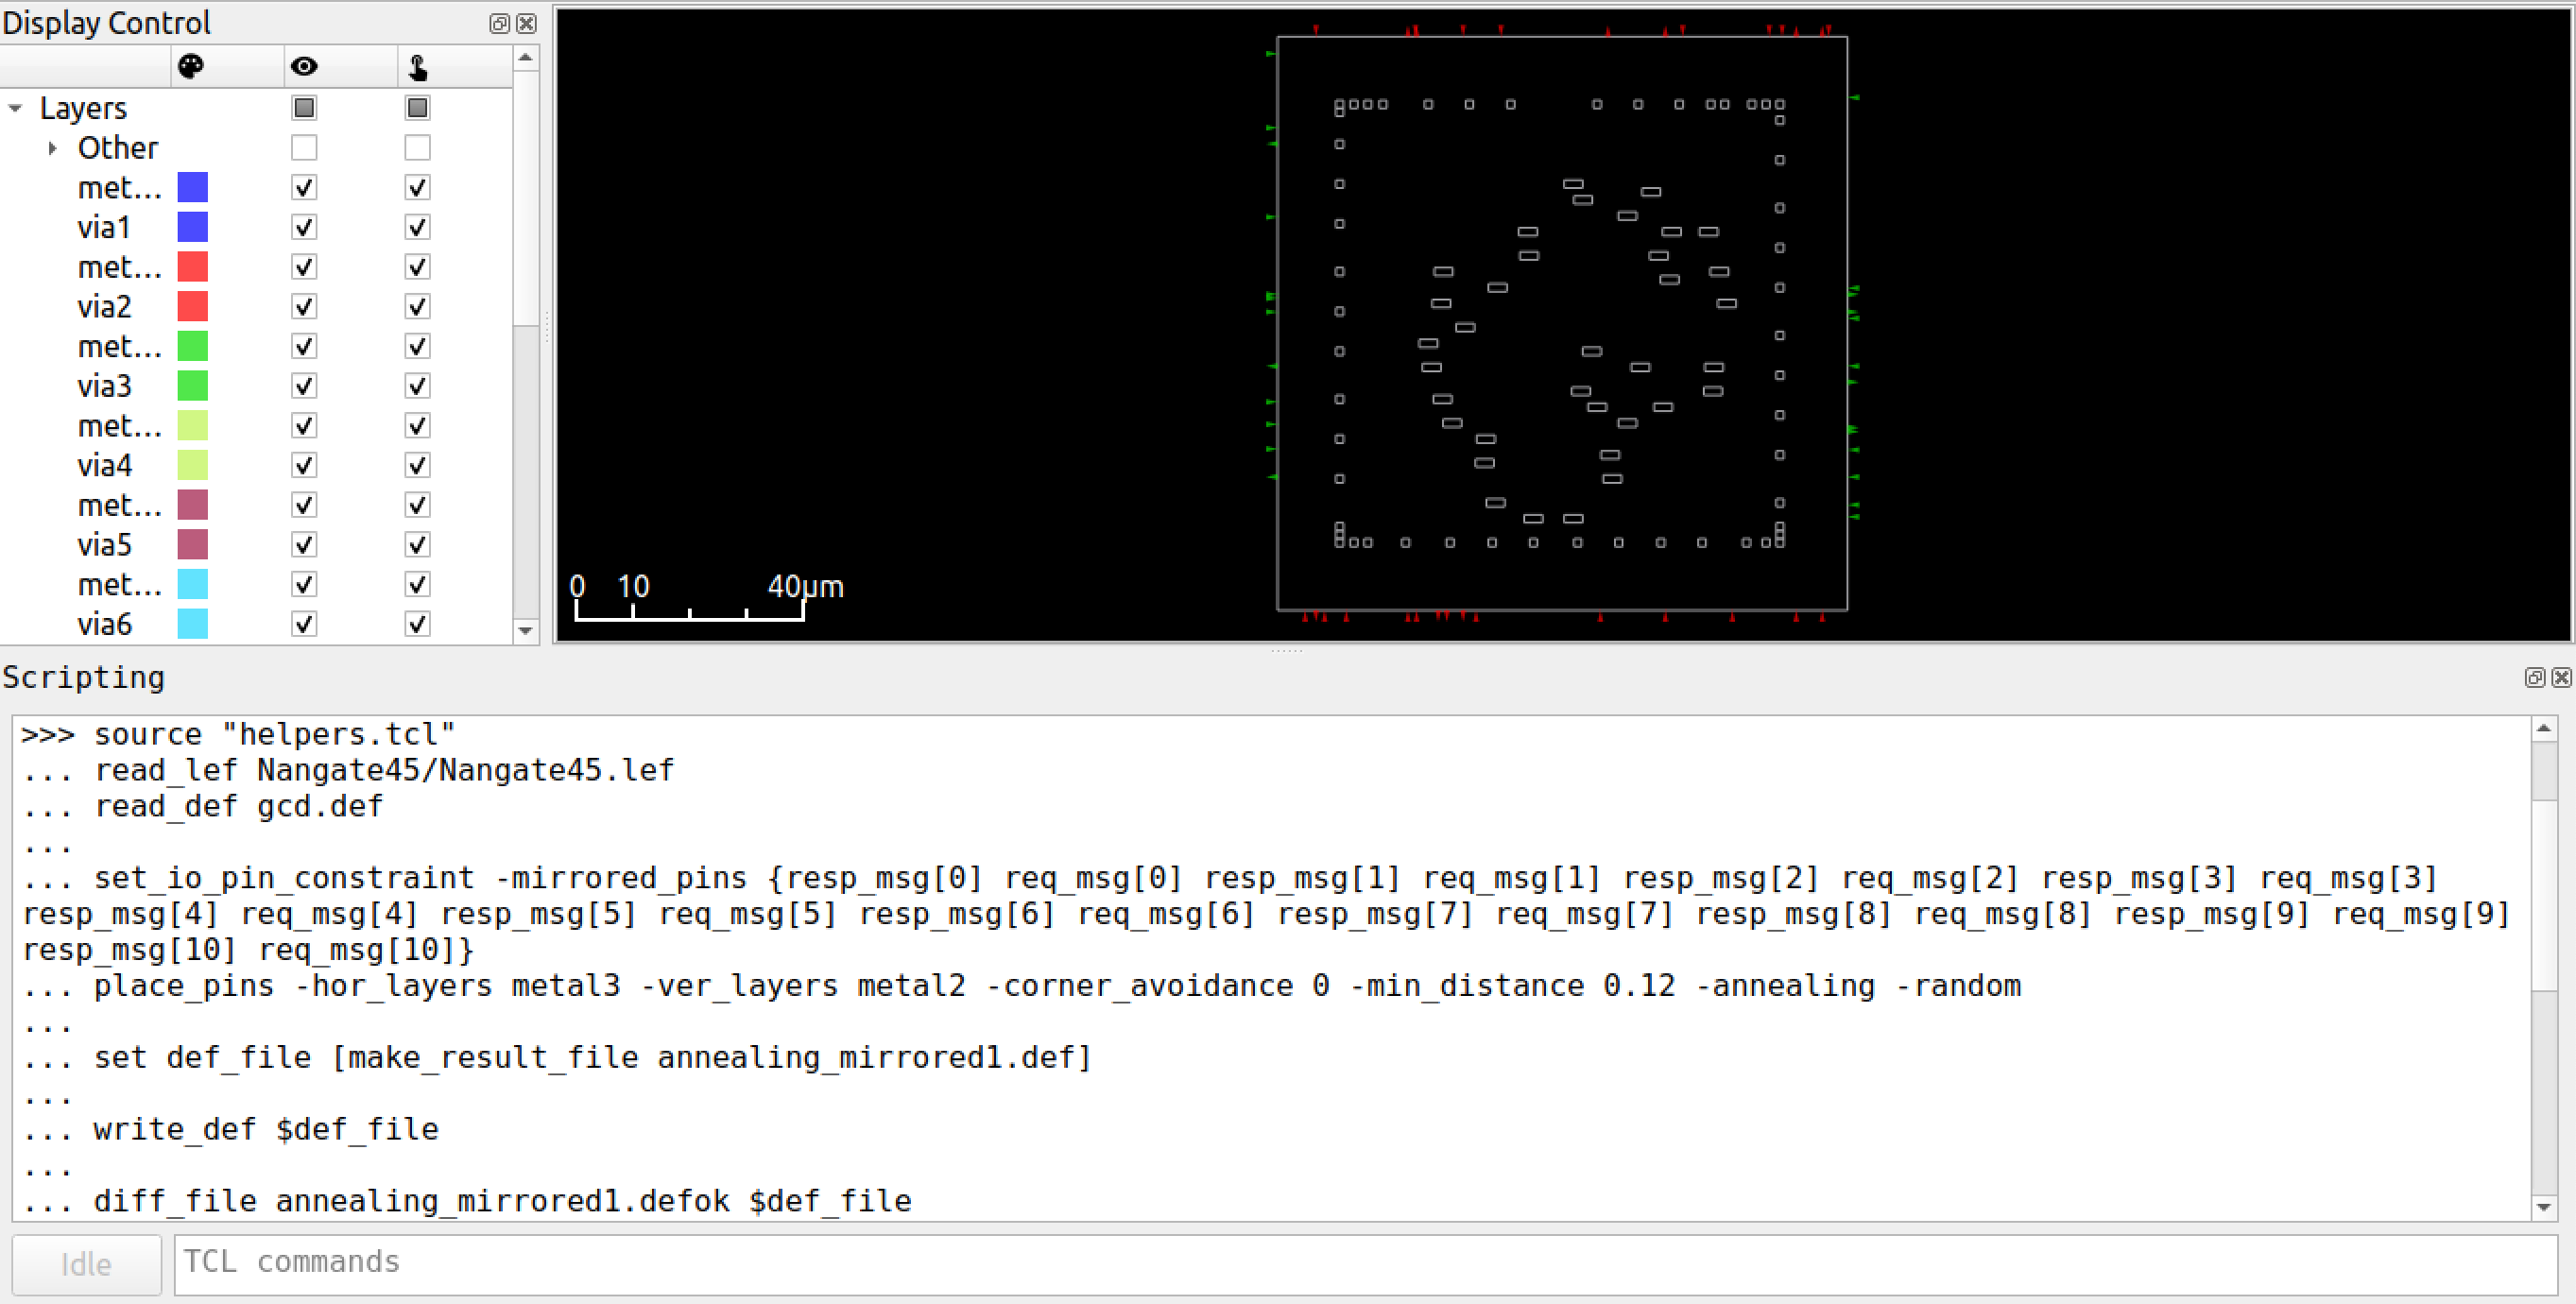 Display Control
Layers
Other
met...
via1
met...
via2
met...
via3
met...
via4
met...
via5
met...
via6
0 10 40μm
Scripting
>>> source "helpers.tcl"
... read_lef Nangate45/Nangate45.lef
... read_def gcd.def
...
... set_io_pin_constraint -mirrored_pins {resp_msg[0] req_msg[0] resp_msg[1] req_msg[1] resp_msg[2] req_msg[2] resp_msg[3] req_msg[3]
resp_msg[4] req_msg[4] resp_msg[5] req_msg[5] resp_msg[6] req_msg[6] resp_msg[7] req_msg[7] resp_msg[8] req_msg[8] resp_msg[9] req_msg[9]
resp_msg[10] req_msg[10]}
... place_pins -hor_layers metal3 -ver_layers metal2 -corner_avoidance 0 -min_distance 0.12 -annealing -random
...
... set def_file [make_result_file annealing_mirrored1.def]
...
... write_def $def_file
...
... diff_file annealing_mirrored1.defok $def_file
Idle
TCL commands